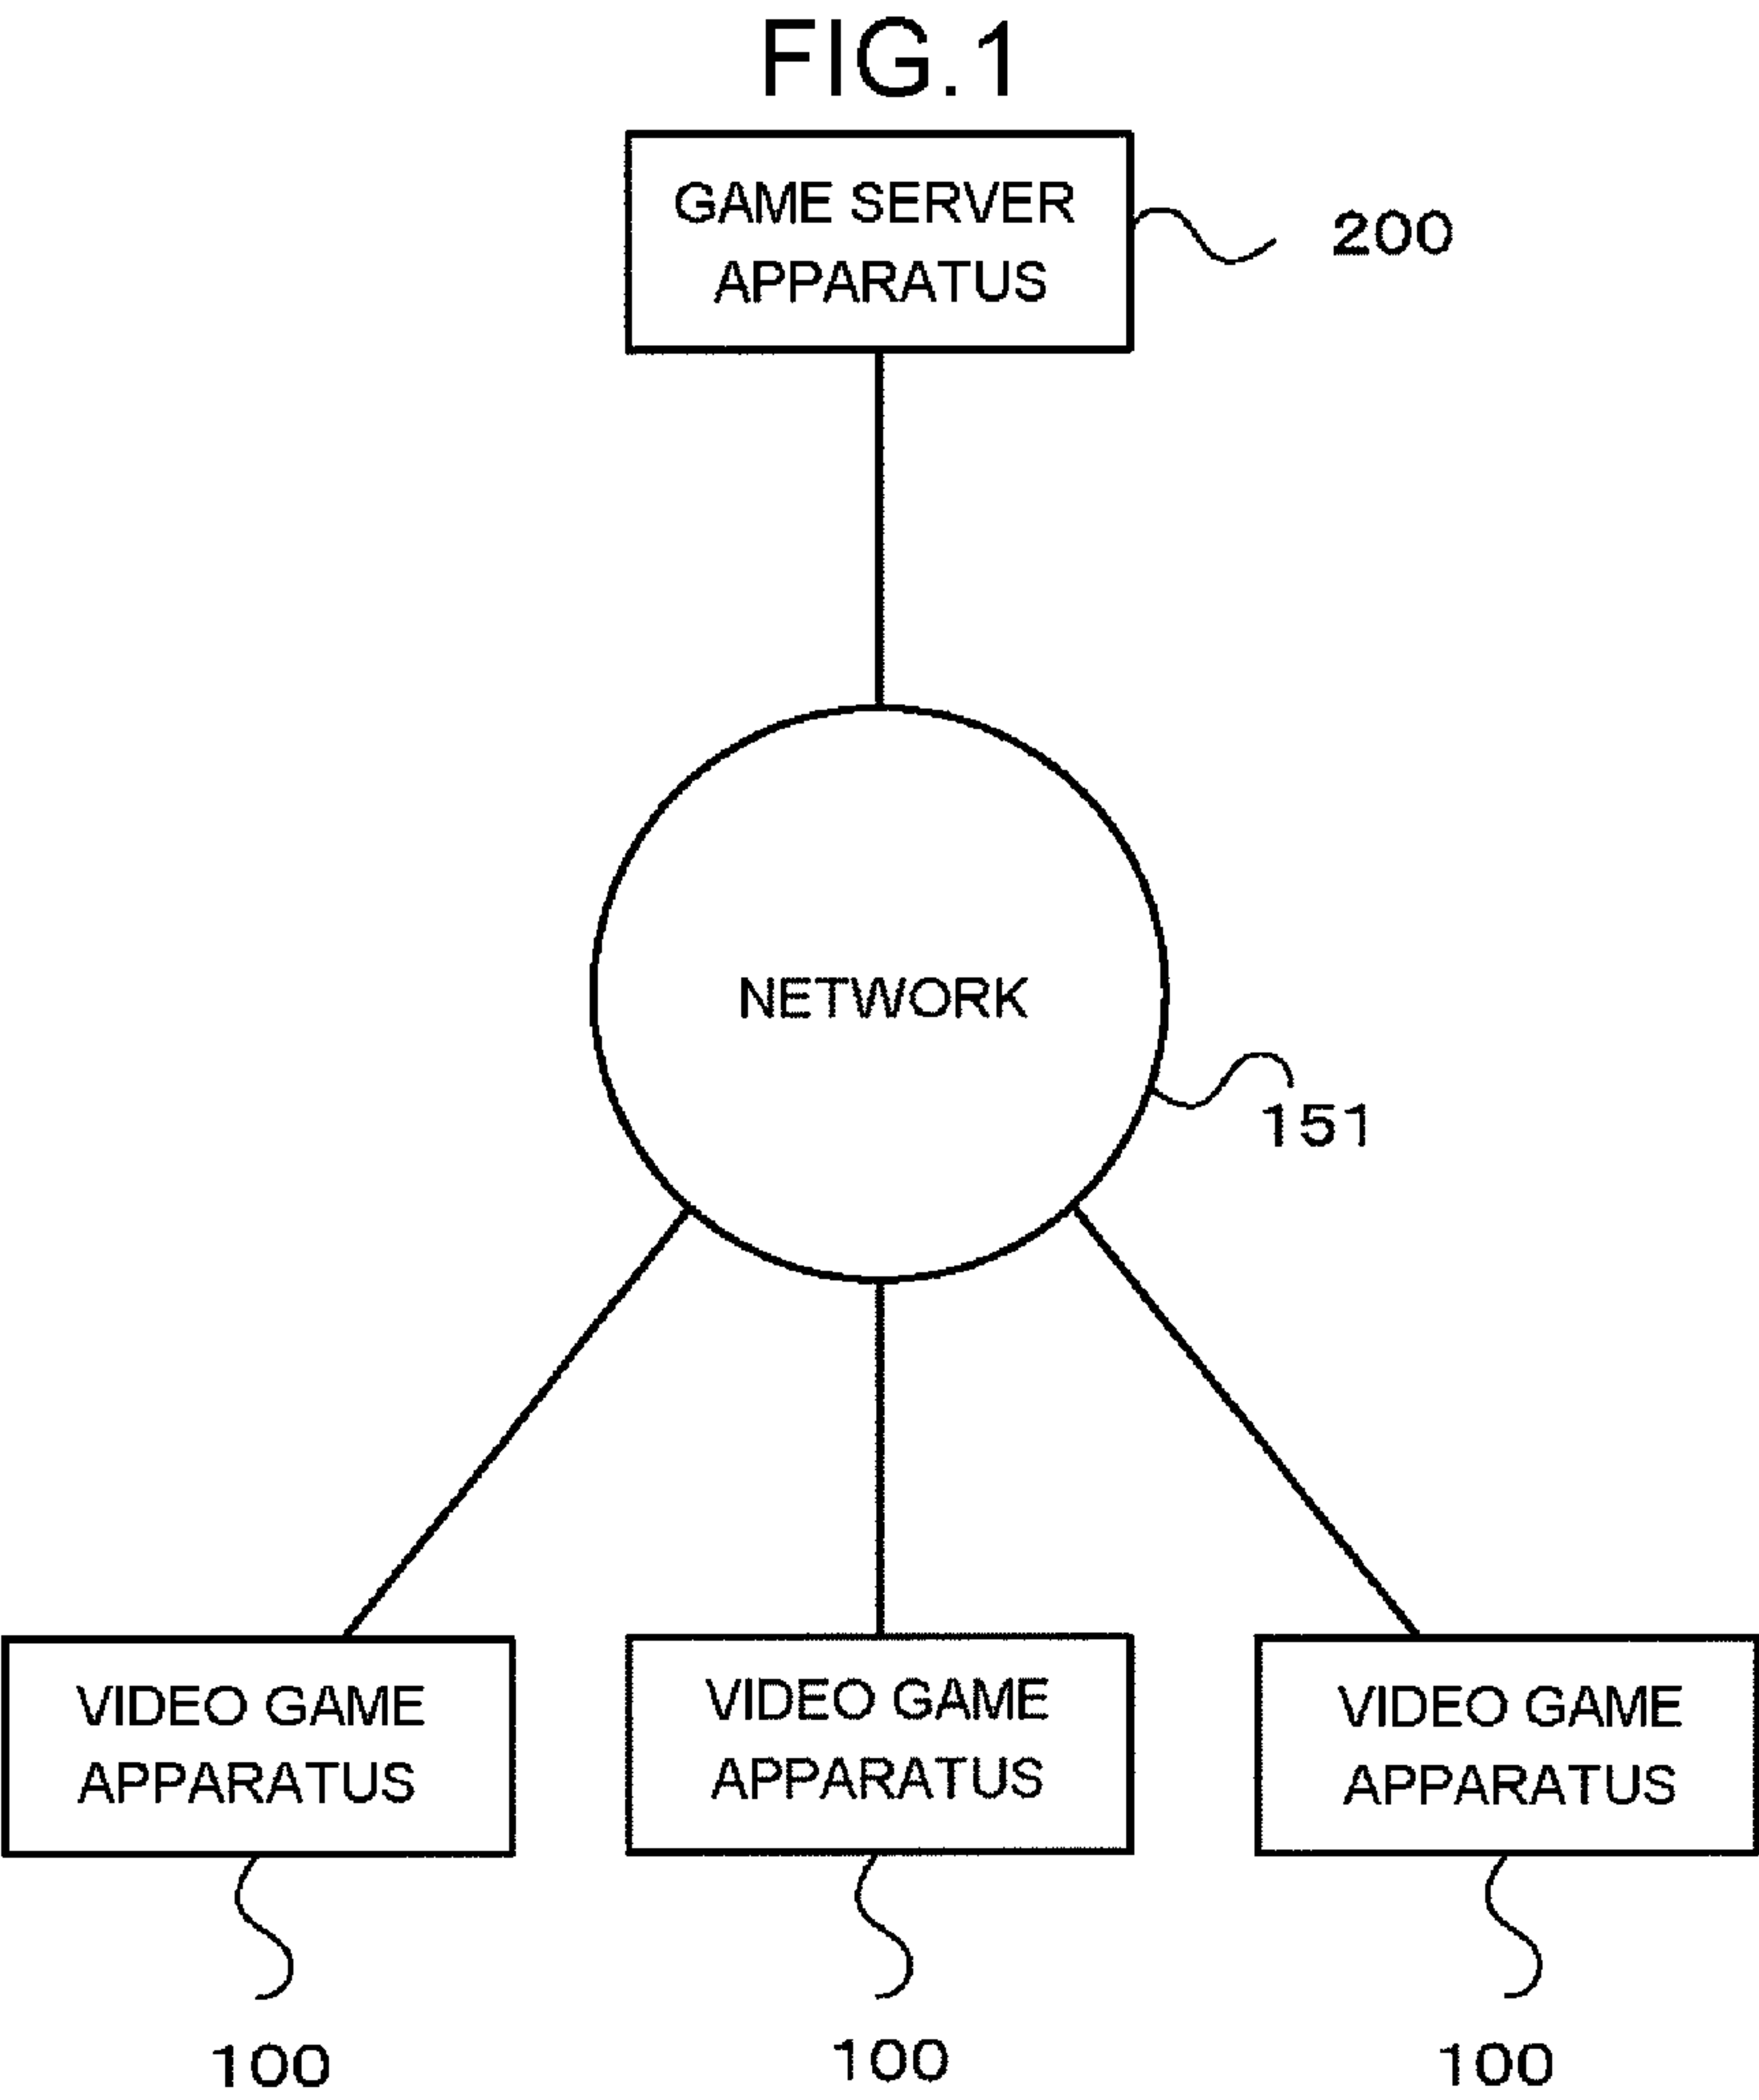 FIG.1
GAME SERVER
APPARATUS
200
NETWORK
151
VIDEO GAME
APPARATUS
100
VIDEO GAME
APPARATUS
100
VIDEO GAME
APPARATUS
100